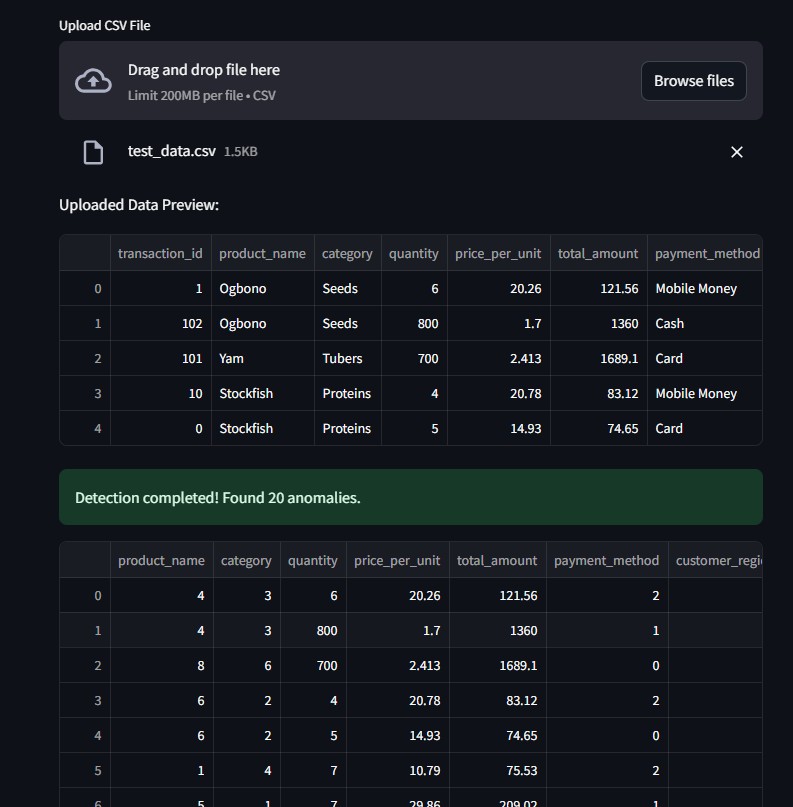 Upload CSV File
Drag and drop file here
Limit 200MB per file • CSV
Browse files
test_data.csv 1.5KB
Uploaded Data Preview:
transaction_id product_name category quantity price_per_unit total_amount payment_method
0 1 Ogbono Seeds 6 20.26 121.56 Mobile Money
1 102 Ogbono Seeds 800 1.7 1360 Cash
2 101 Yam Tubers 700 2.413 1689.1 Card
3 10 Stockfish Proteins 4 20.78 83.12 Mobile Money
4 0 Stockfish Proteins 5 14.93 74.65 Card
Detection completed! Found 20 anomalies.
product_name category quantity price_per_unit total_amount payment_method customer_regi
0 4 3 6 20.26 121.56 2
1 4 3 800 1.7 1360 1
2 8 6 700 2.413 1689.1 0
3 6 2 4 20.78 83.12 2
4 6 2 5 14.93 74.65 0
5 1 4 7 10.79 75.53 2
6 5 1 7 29.86 209.02 1